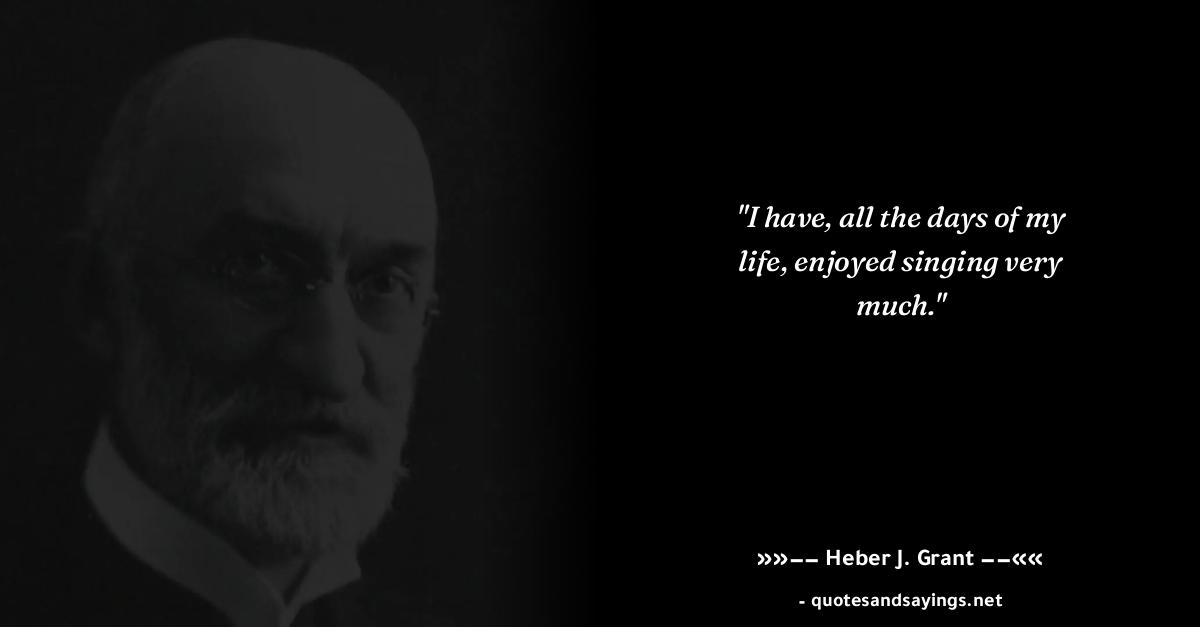 "I have, all the days of my
life, enjoyed singing very
much."
»»−− Heber J. Grant −−««
- quotesandsayings.net